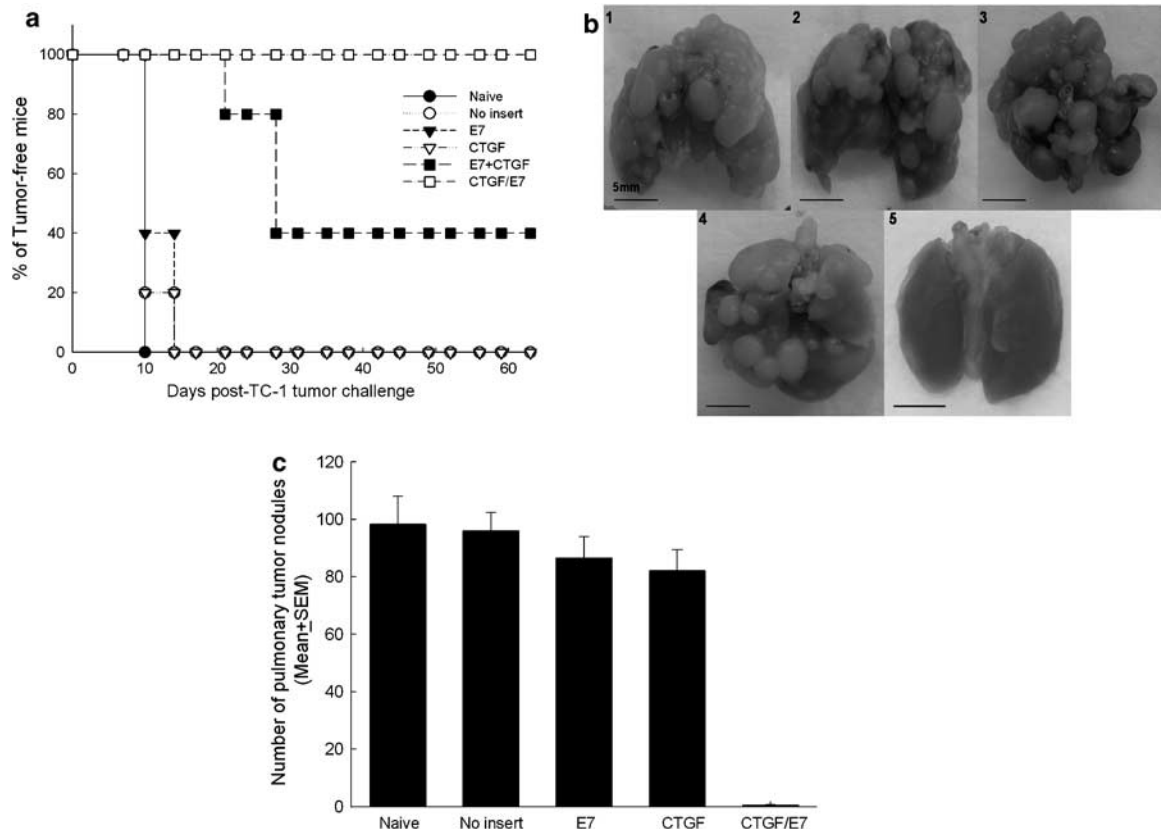 a
% of Tumor-free mice
100
80
60
40
20
0
0 10 20 30 40 50 60
Days post-TC-1 tumor challenge
Naive
No insert
E7
CTGF
E7+CTGF
CTGF/E7
b
1
5mm
2
3
4
5
c
Number of pulmonary tumor nodules
(Mean±SEM)
120
100
80
60
40
20
0
Naive No insert E7 CTGF CTGF/E7